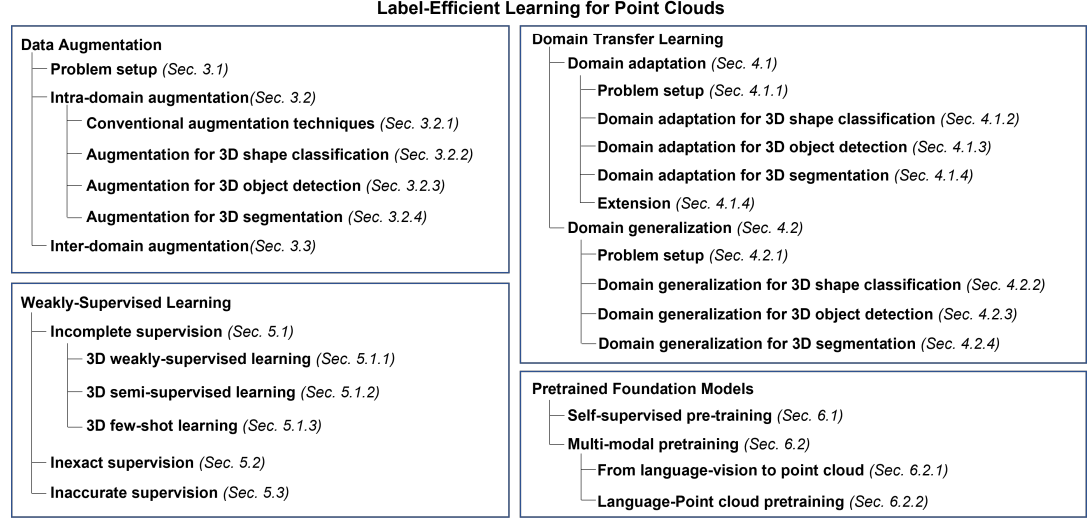 Label-Efficient Learning for Point Clouds
Data Augmentation
Problem setup (Sec. 3.1)
Intra-domain augmentation(Sec. 3.2)
Conventional augmentation techniques (Sec. 3.2.1)
Augmentation for 3D shape classification (Sec. 3.2.2)
Augmentation for 3D object detection (Sec. 3.2.3)
Augmentation for 3D segmentation (Sec. 3.2.4)
Inter-domain augmentation(Sec. 3.3)
Weakly-Supervised Learning
Incomplete supervision (Sec. 5.1)
3D weakly-supervised learning (Sec. 5.1.1)
3D semi-supervised learning (Sec. 5.1.2)
3D few-shot learning (Sec. 5.1.3)
Inexact supervision (Sec. 5.2)
Inaccurate supervision (Sec. 5.3)
Domain Transfer Learning
Domain adaptation (Sec. 4.1)
Problem setup (Sec. 4.1.1)
Domain adaptation for 3D shape classification (Sec. 4.1.2)
Domain adaptation for 3D object detection (Sec. 4.1.3)
Domain adaptation for 3D segmentation (Sec. 4.1.4)
Extension (Sec. 4.1.4)
Domain generalization (Sec. 4.2)
Problem setup (Sec. 4.2.1)
Domain generalization for 3D shape classification (Sec. 4.2.2)
Domain generalization for 3D object detection (Sec. 4.2.3)
Domain generalization for 3D segmentation (Sec. 4.2.4)
Pretrained Foundation Models
Self-supervised pre-training (Sec. 6.1)
Multi-modal pretraining (Sec. 6.2)
From language-vision to point cloud (Sec. 6.2.1)
Language-Point cloud pretraining (Sec. 6.2.2)